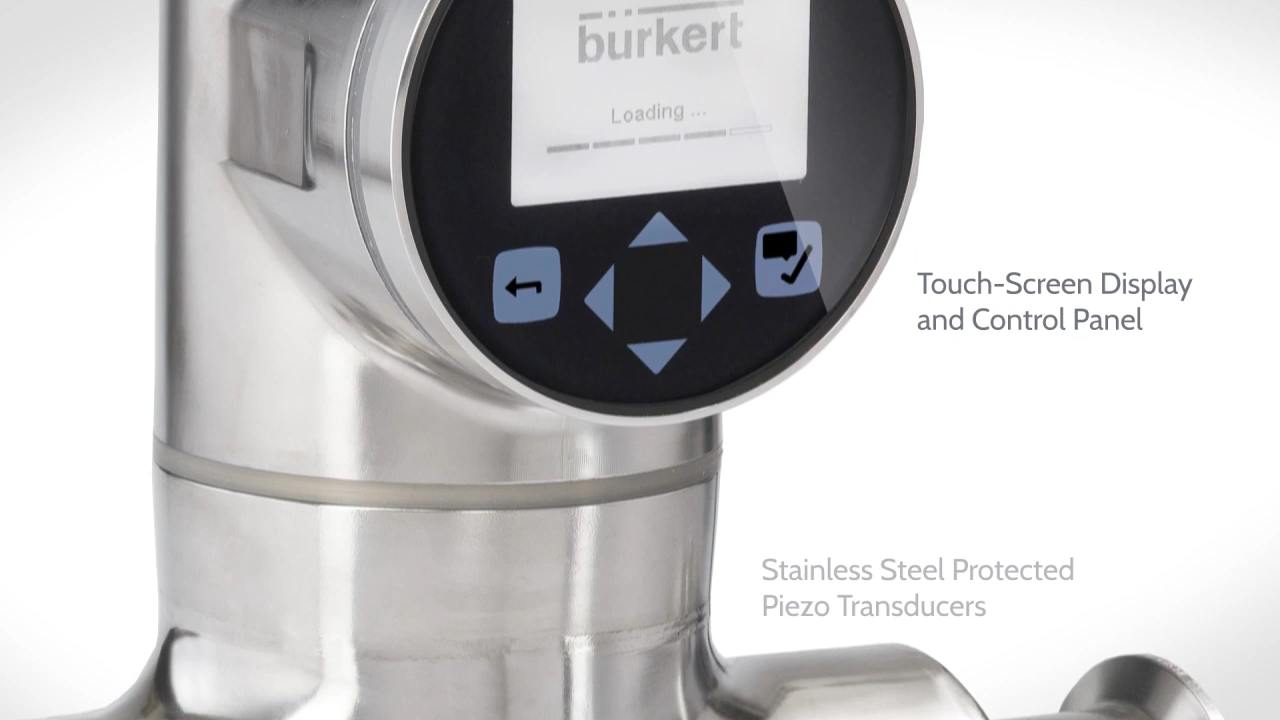 bürkert
Loading ...
Touch-Screen Display
and Control Panel
Stainless Steel Protected
Piezo Transducers